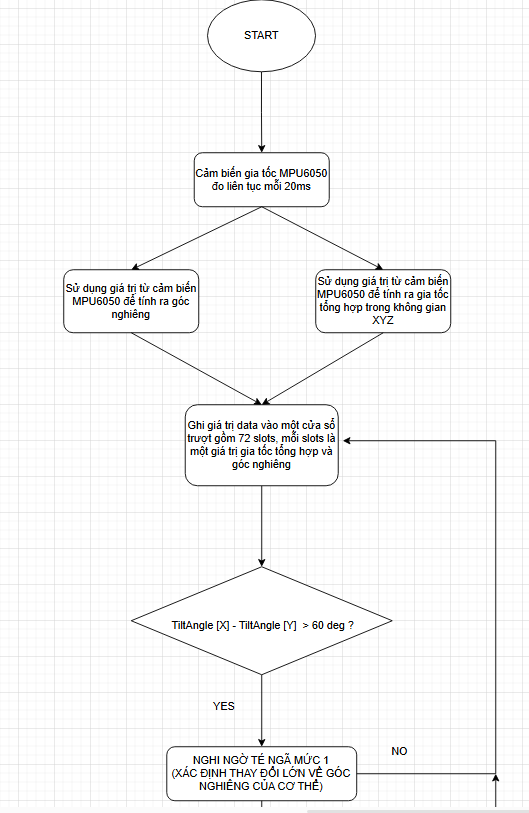 START
Cảm biến gia tốc MPU6050
đo liên tục mỗi 20ms
Sử dụng giá trị từ cảm biến
MPU6050 để tính ra góc
nghiêng
Sử dụng giá trị từ cảm biến
MPU6050 để tính ra gia tốc
tổng hợp trong không gian
XYZ
Ghi giá trị data vào một cửa sổ
trượt gồm 72 slots, mỗi slots là
một giá trị gia tốc tổng hợp và
góc nghiêng
TiltAngle [X] - TiltAngle [Y] > 60 deg ?
YES
NGHI NGỜ TÉ NGÃ MỨC 1
(XÁC ĐỊNH THAY ĐỔI LỚN VỀ GÓC
NGHIÊNG CỦA CƠ THỂ)
NO